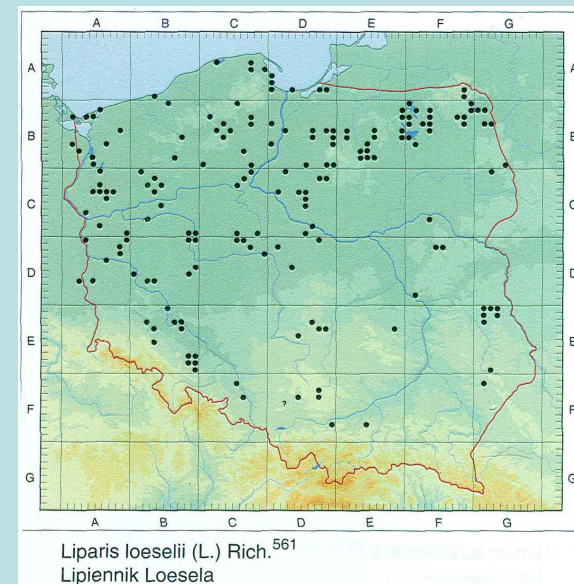 A B C D E F G
A A
B B
C C
D D
E E
F ? F
G G
A B C D E F G
Liparis loeselii (L.) Rich.561
Lipiennik Loesela